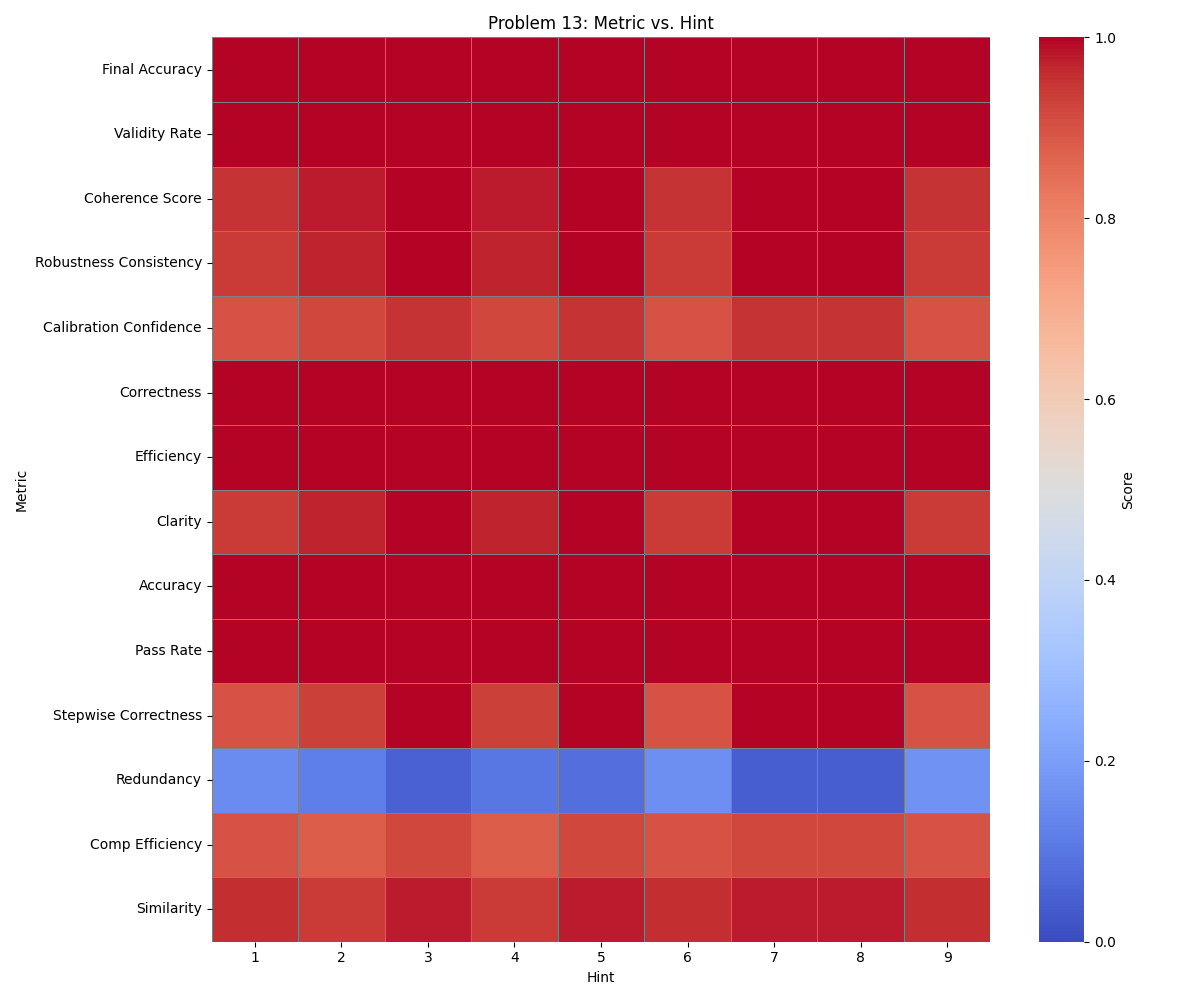 Problem 13: Metric vs. Hint
Final Accuracy
Validity Rate
Coherence Score
Robustness Consistency
Calibration Confidence
Correctness
Efficiency
Clarity
Accuracy
Pass Rate
Stepwise Correctness
Redundancy
Comp Efficiency
Similarity
Metric
1 2 3 4 5 6 7 8 9
Hint
1.0
0.8
0.6
0.4
0.2
0.0
Score